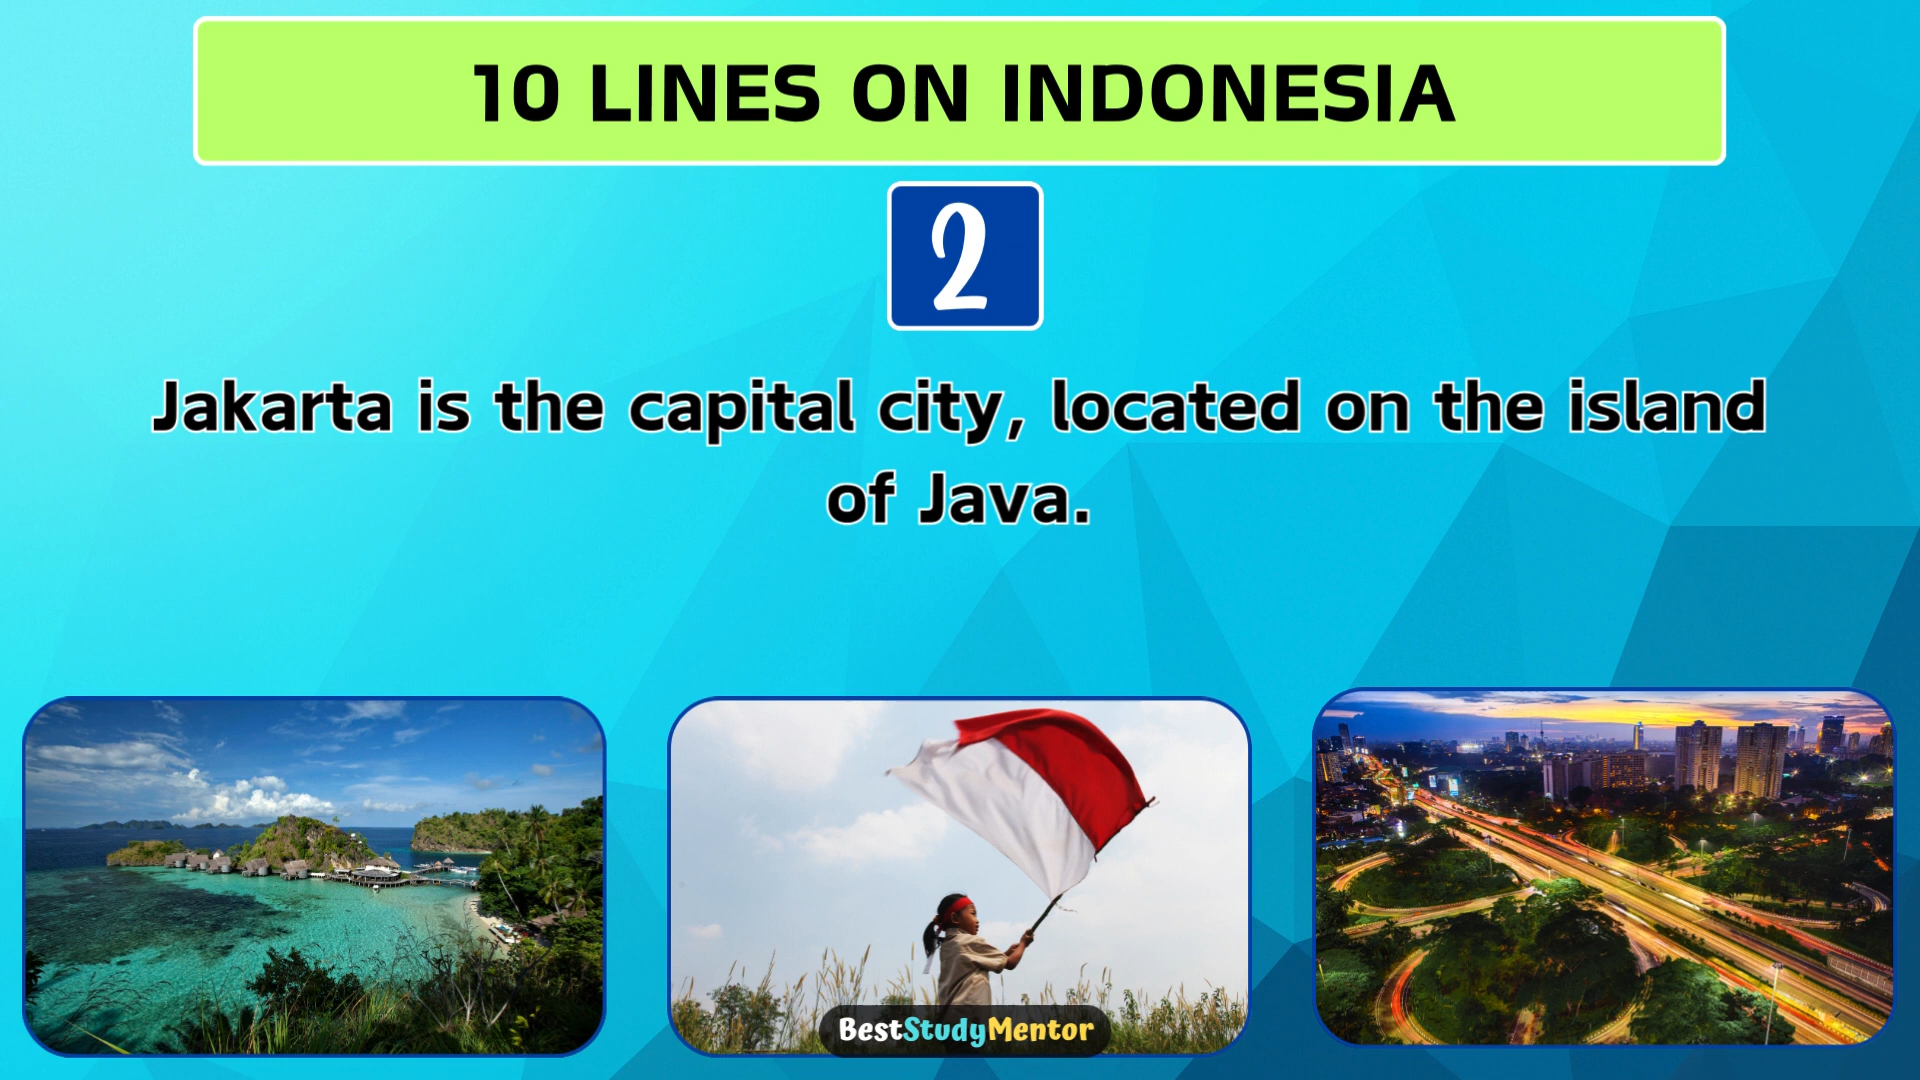 10 LINES ON INDONESIA
2
Jakarta is the capital city, located on the island
of Java.
BestStudyMentor